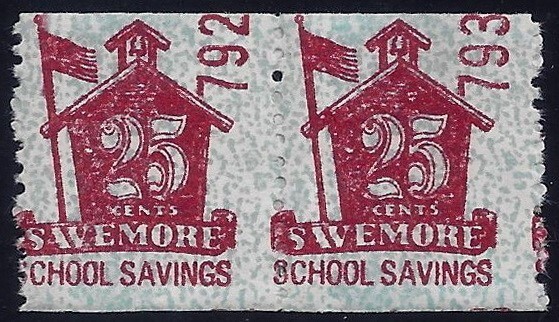 792
25
CENTS
SAVEMORE
CHOOL SAVINGS
793
25
CENTS
SAVEMORE
SCHOOL SAVINGS